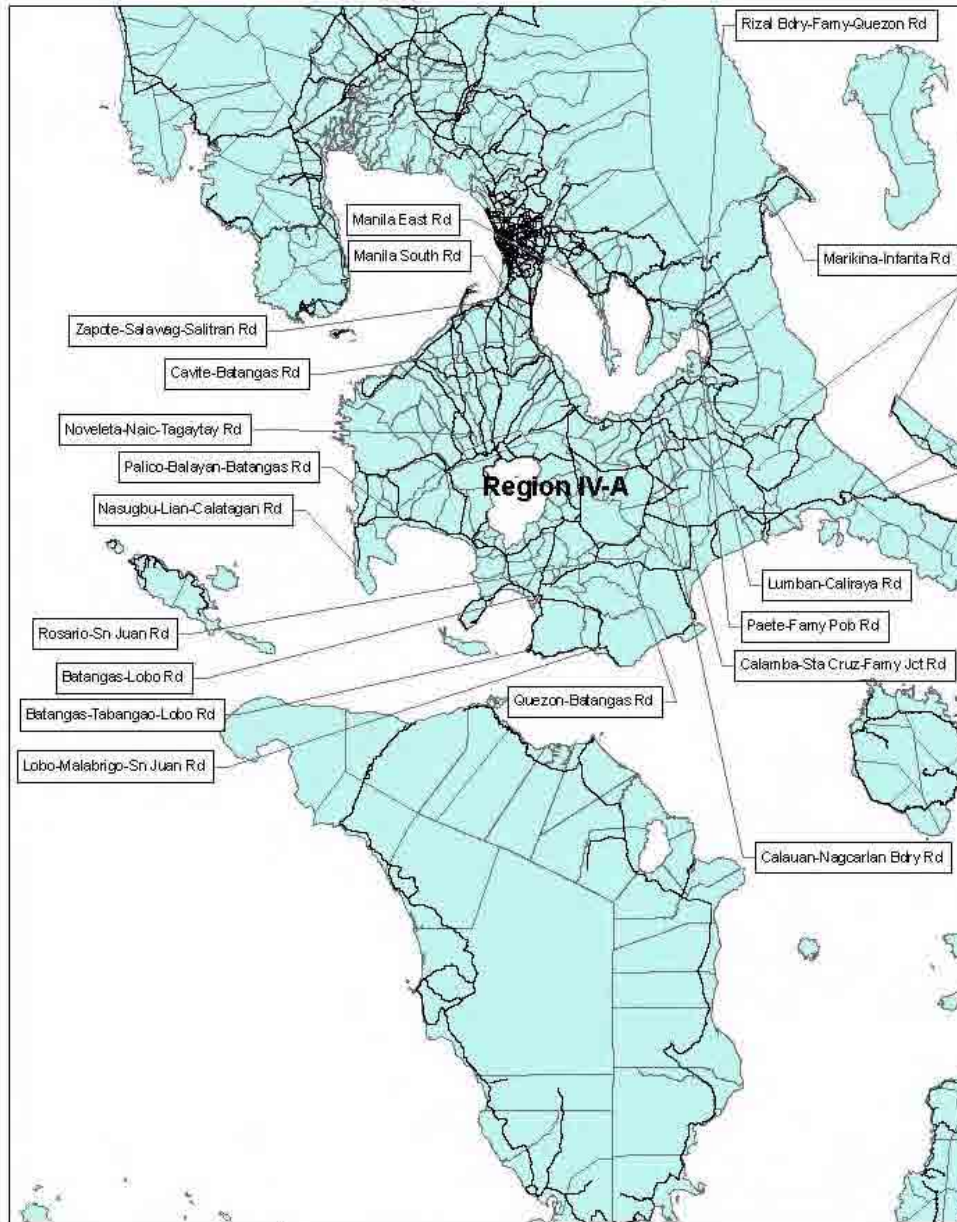 Rizal Bdry-Famy-Quezon Rd
Manila East Rd
Manila South Rd
Marikina-Infanta Rd
Zapote-Salawag-Salitran Rd
Cavite-Batangas Rd
Noveleta-Naic-Tagaytay Rd
Palico-Balayan-Batangas Rd
Region IV-A
Nasugbu-Lian-Calatagan Rd
Lumban-Caliraya Rd
Rosario-Sn Juan Rd
Paete-Famy Pob Rd
Batangas-Lobo Rd
Calamba-Sta Cruz-Famy Jct Rd
Batangas-Tabangao-Lobo Rd
Quezon-Batangas Rd
Lobo-Malabrigo-Sn Juan Rd
Calauan-Nagcarlan Bdry Rd